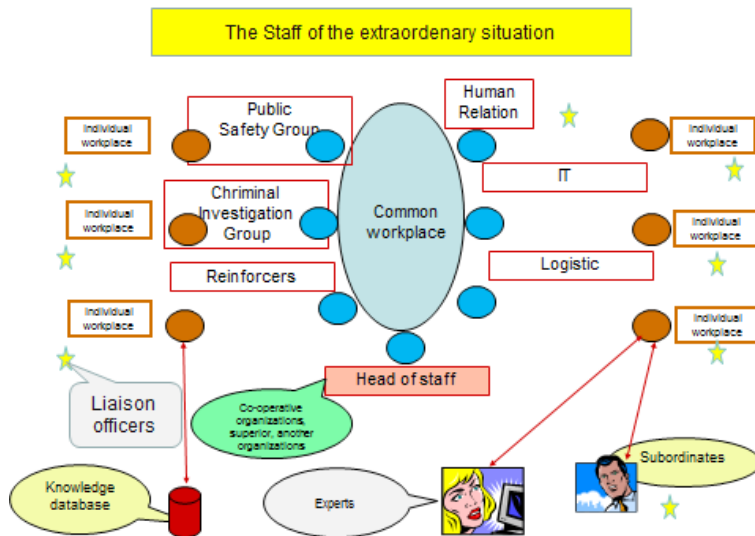 The Staff of the extraordenary situation
Human
Relation
Public
Safety Group
Individual
workplace
Individual
workplace
IT
Chriminal
Investigation
Group
Common
workplace
Individual
workplace
Individual
workplace
Reinforcers
Logistic
Individual
workplace
Individual
workplace
Head of staff
Liaison
officers
Co-operative
organizations,
superior, another
organizations
Subordinates
Knowledge
database
Experts